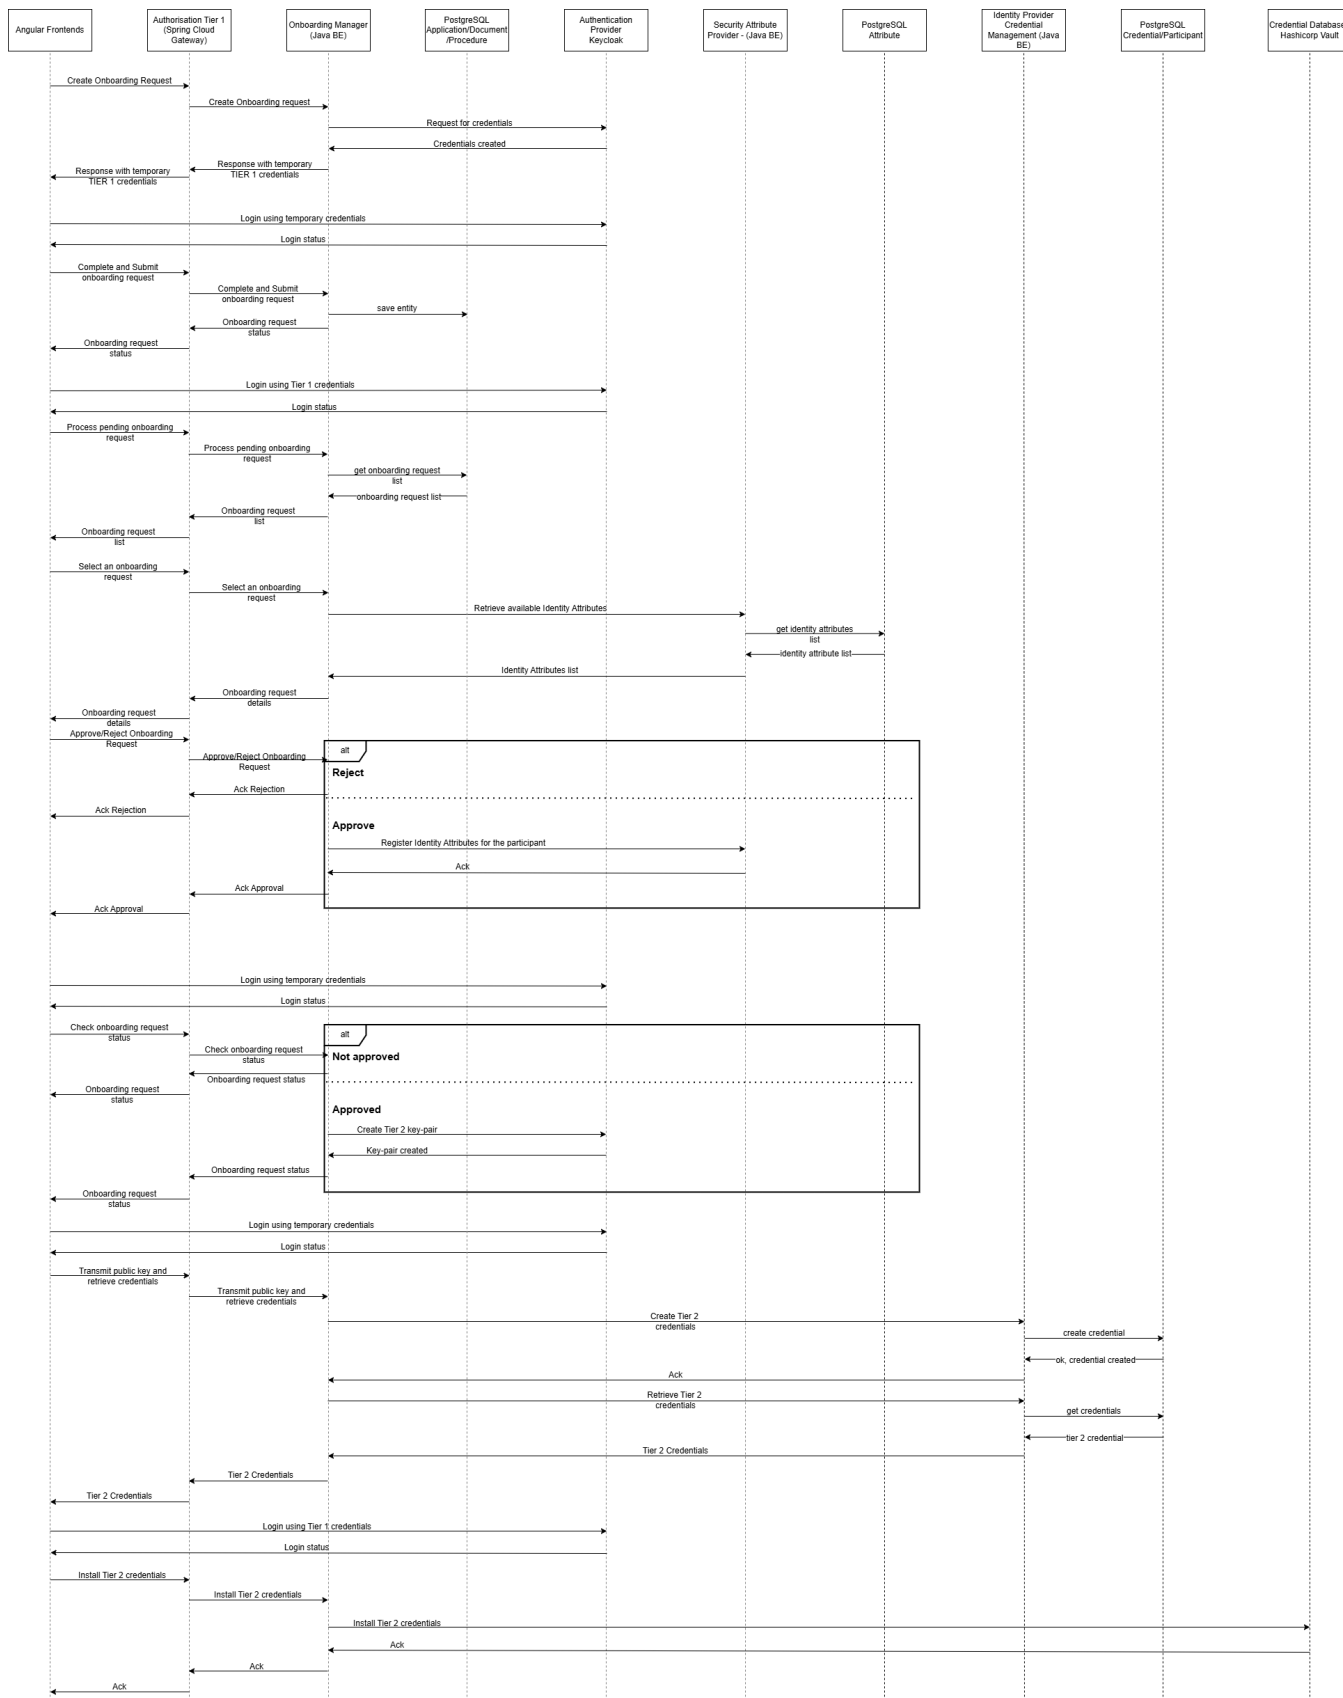 Angular Frontends
Authorisation Tier 1
(Spring Cloud
Gateway)
Onboarding Manager
(Java BE)
PostgreSQL
Application/Document
/Procedure
Authentication
Provider
Keycloak
Security Attribute
Provider - (Java BE)
PostgreSQL
Attribute
Identity Provider
Credential
Management (Java
BE)
PostgreSQL
Credential/Participant
Credential Database
Hashicorp Vault
Create Onboarding Request
Create Onboarding request
Request for credentials
Credentials created
Response with temporary
TIER 1 credentials
Response with temporary
TIER 1 credentials
Login using temporary credentials
Login status
Complete and Submit
onboarding request
Complete and Submit
onboarding request
save entity
Onboarding request
status
Onboarding request
status
Login using Tier 1 credentials
Login status
Process pending onboarding
request
Process pending onboarding
request
get onboarding request
list
onboarding request list
Onboarding request
list
Onboarding request
list
Select an onboarding
request
Select an onboarding
request
Retrieve available Identity Attributes
get identity attributes
list
identity attribute list
Identity Attributes list
Onboarding request
details
Onboarding request
details
Approve/Reject Onboarding
Request
alt
Approve/Reject Onboarding
Request
Reject
Ack Rejection
Ack Rejection
Approve
Register Identity Attributes for the participant
Ack
Ack Approval
Ack Approval
Login using temporary credentials
Login status
Check onboarding request
status
alt
Check onboarding request
status
Not approved
Onboarding request status
Onboarding request
status
Approved
Create Tier 2 key-pair
Key-pair created
Onboarding request status
Onboarding request
status
Login using temporary credentials
Login status
Transmit public key and
retrieve credentials
Transmit public key and
retrieve credentials
Create Tier 2
credentials
create credential
ok, credential created
Ack
Retrieve Tier 2
credentials
get credentials
tier 2 credential
Tier 2 Credentials
Tier 2 Credentials
Tier 2 Credentials
Login using Tier 1 credentials
Login status
Install Tier 2 credentials
Install Tier 2 credentials
Install Tier 2 credentials
Ack
Ack
Ack